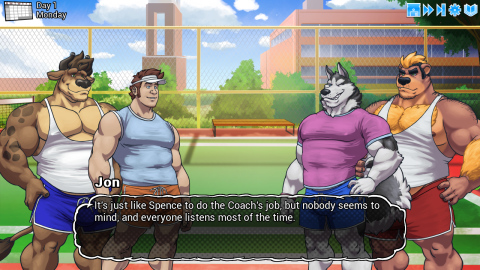 Day 1
Monday
Jon
It's just like Spence to do the Coach's job, but nobody seems to
mind, and everyone listens most of the time.